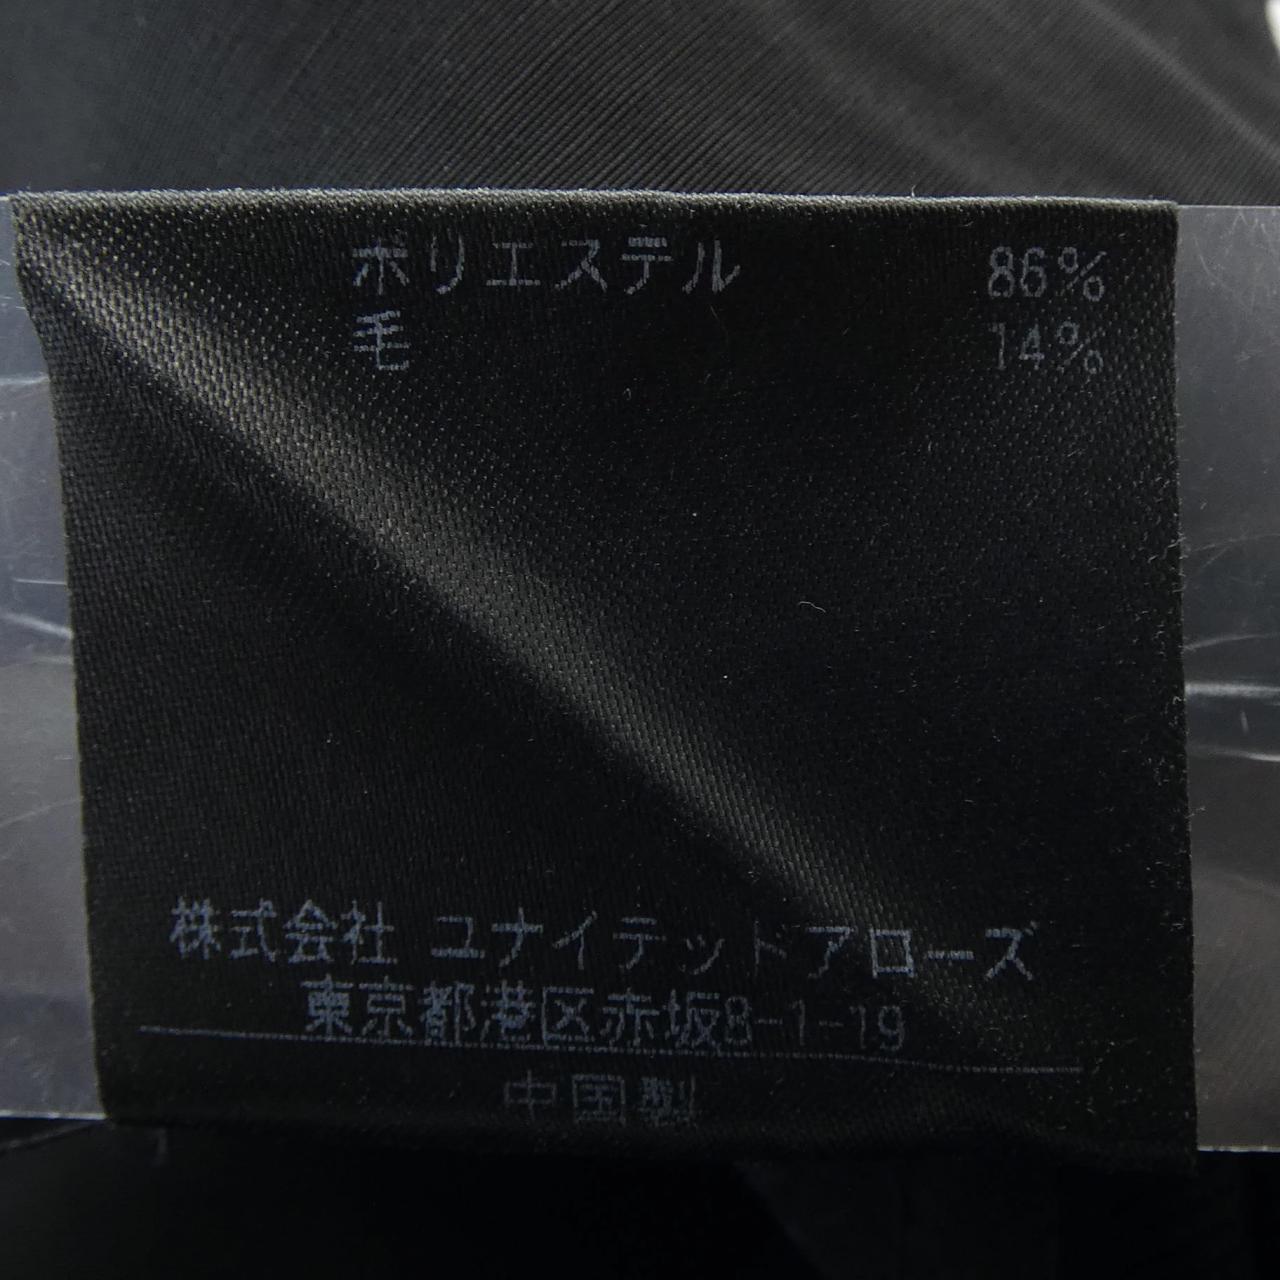 ポリエステル 86%
毛 14%
株式会社 ユナイテッドアローズ
東京都港区赤坂8-1-19
中国製